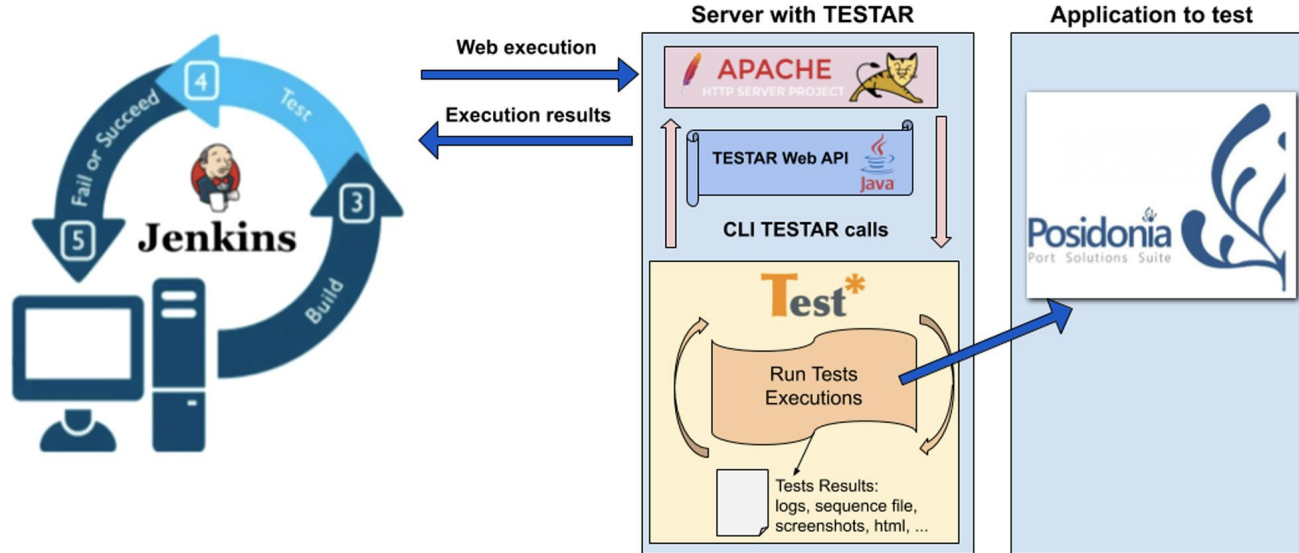 Server with TESTAR
Application to test
Web execution
Execution results
4
Test
Fail or Succeed
3
5
Build
Jenkins
APACHE
HTTP SERVER PROJECT
TESTAR Web API
Java
CLI TESTAR calls
Test*
Run Tests
Executions
Tests Results:
logs, sequence file,
screenshots, html, ...
Posidonia
Port Solutions Suite